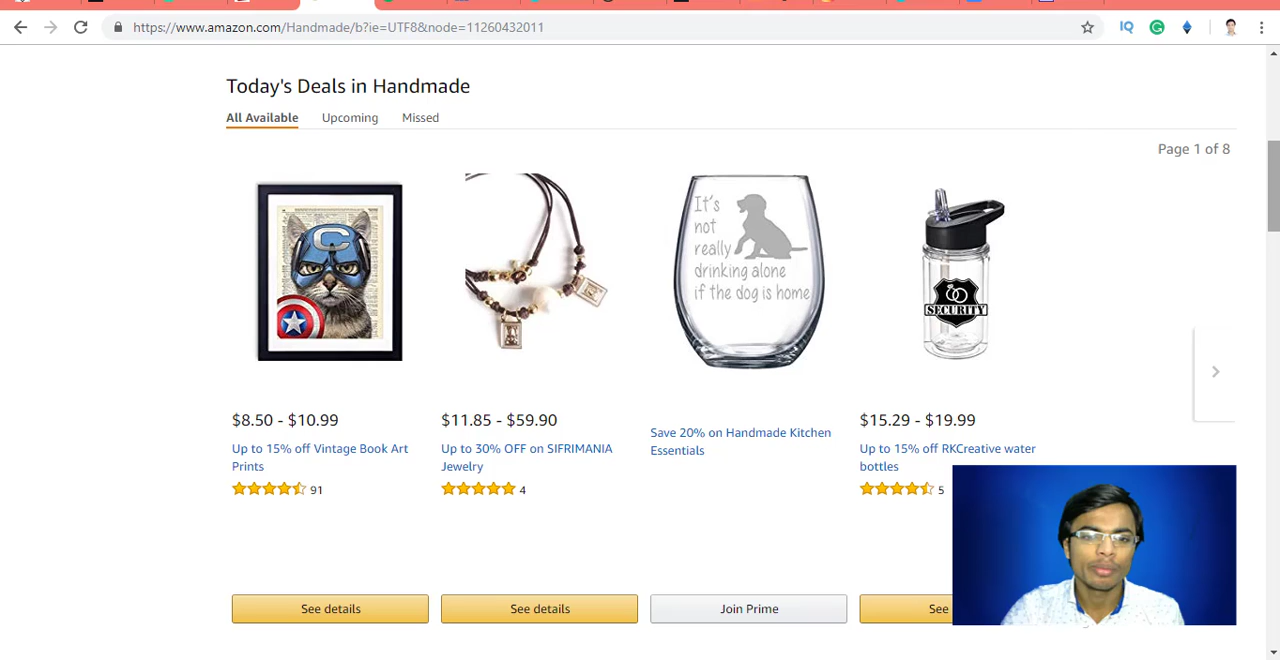 https://www.amazon.com/Handmade/b?ie=UTF8&node=11260432011
IQ
Today's Deals in Handmade
All Available
Upcoming
Missed
Page 1 of 8
C
It's
not
really
drinking alone
if the dog is home
SECURITY
$8.50 - $10.99
Up to 15% off Vintage Book Art
Prints
91
See details
$11.85 - $59.90
Up to 30% OFF on SIFRIMANIA
Jewelry
4
See details
Save 20% on Handmade Kitchen
Essentials
Join Prime
$15.29 - $19.99
Up to 15% off RKCreative water
bottles
5
See